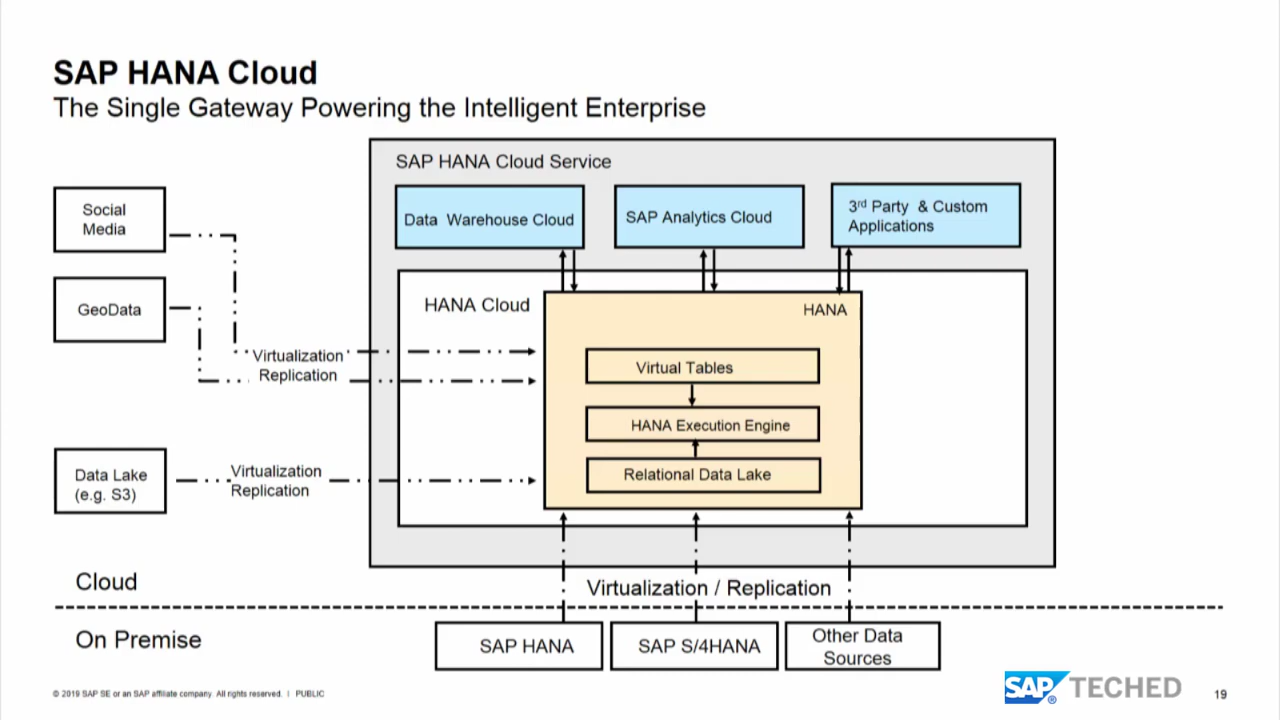 SAP HANA Cloud
The Single Gateway Powering the Intelligent Enterprise
SAP HANA Cloud Service
Social
Media
Data  Warehouse Cloud
SAP Analytics Cloud
3rd Party  & Custom
Applications
GeoData
HANA Cloud
HANA
Virtualization
Replication
Virtual Tables
HANA Execution Engine
Relational Data Lake
Data Lake
(e.g. S3)
Virtualization
Replication
Cloud
Virtualization / Replication
On Premise
SAP HANA
SAP S/4HANA
Other Data
Sources
© 2019 SAP SE or an SAP affiliate company. All rights reserved. | PUBLIC
SAP® TECHED
19